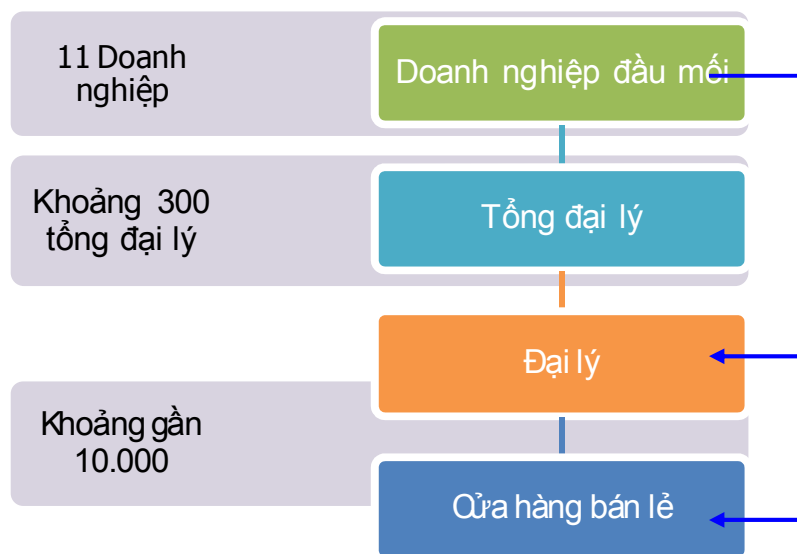 11 Doanh
nghiệp
Doanh nghiệp đầu mối
Khoảng 300
tổng đại lý
Tổng đại lý
Đại lý
Khoảng gần
10.000
Cửa hàng bán lẻ